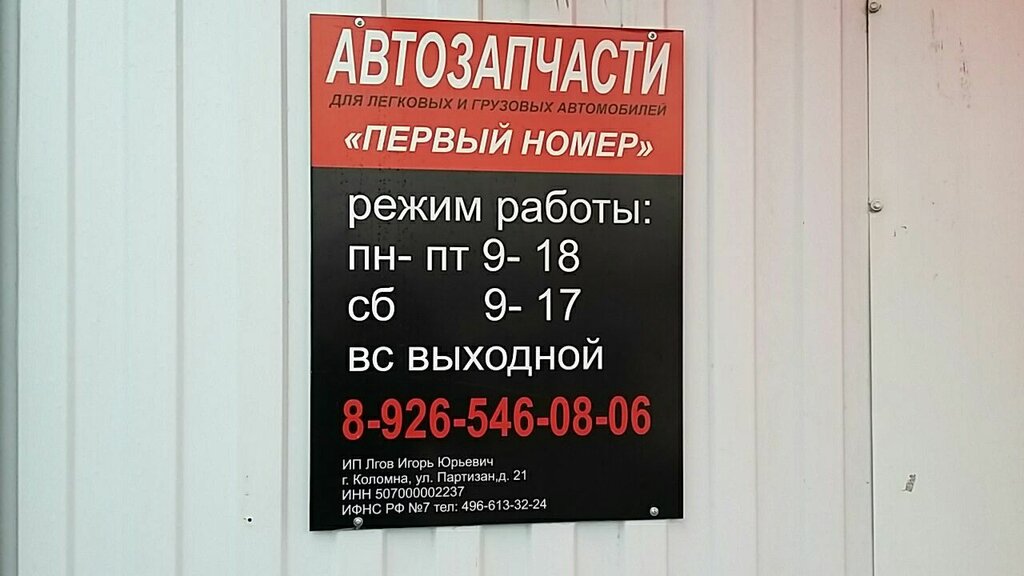 АВТОЗАПЧАСТИ
ДЛЯ ЛЕГКОВЫХ И ГРУЗОВЫХ АВТОМОБИЛЕЙ
«ПЕРВЫЙ НОМЕР»
режим работы:
пн- пт 9- 18
сб 9- 17
вс выходной
8-926-546-08-06
ИП Лгов Игорь Юрьевич
г. Коломна, ул. Партизан,д. 21
ИНН 507000002237
ИФНС РФ №7 тел: 496-613-32-24